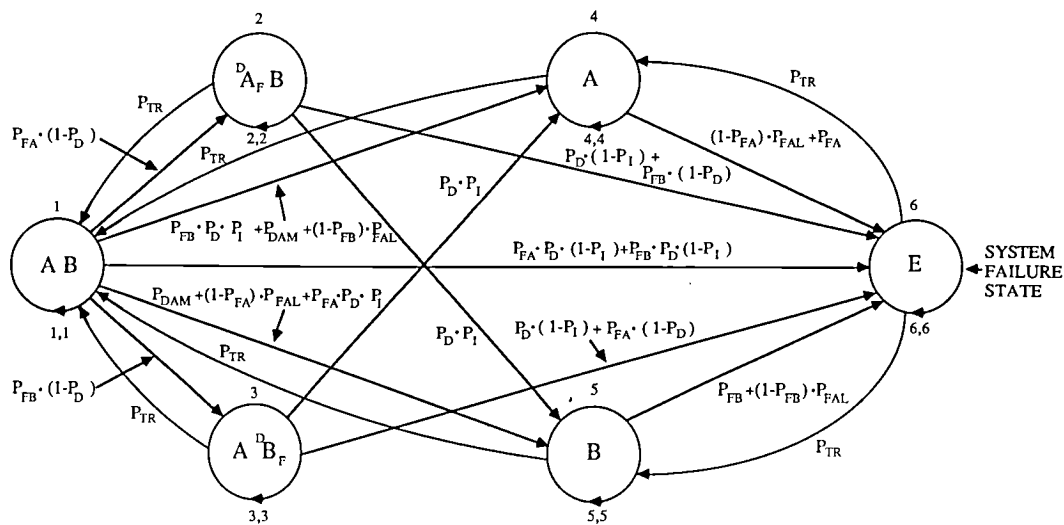 2
4
D A_F B
A
P_TR
P_TR
P_FA·(1-P_D)
2,2
4,4
(1-P_FA)·P_FAL+P_FA
P_TR
P_D·P_I
P_D·(1-P_I)+
P_FB·(1-P_D)
1
6
P_FB·P_D·P_I+P_DAM+(1-P_FB)·P_FAL
P_FA·P_D·(1-P_I)+P_FB·P_D·(1-P_I)
A B
E
SYSTEM
FAILURE
STATE
P_DAM+(1-P_FA)·P_FAL+P_FA·P_D·P_I
1,1
6,6
P_D·P_I
P_D·(1-P_I)+P_FA·(1-P_D)
P_TR
P_FB·(1-P_D)
3
5
P_FB+(1-P_FB)·P_FAL
P_TR
A D B_F
B
P_TR
3,3
5,5